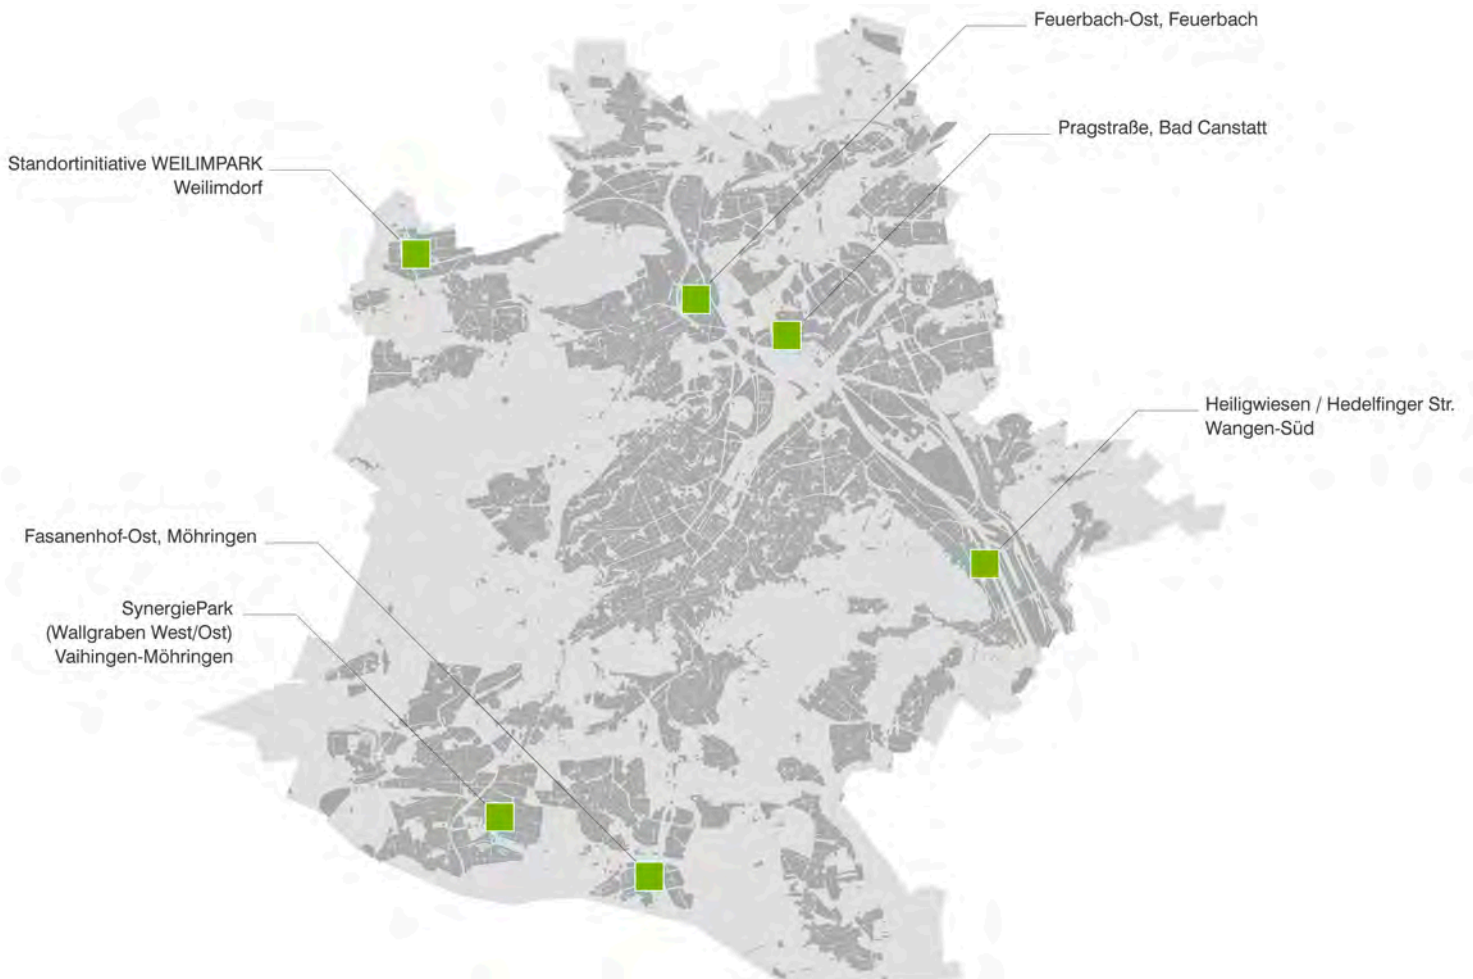 Feuerbach-Ost, Feuerbach
Pragstraße, Bad Canstatt
Standortinitiative WEILIMPARK
Weilimdorf
Heiligwiesen / Hedelfinger Str.
Wangen-Süd
Fasanenhof-Ost, Möhringen
SynergiePark
(Wallgraben West/Ost)
Vaihingen-Möhringen